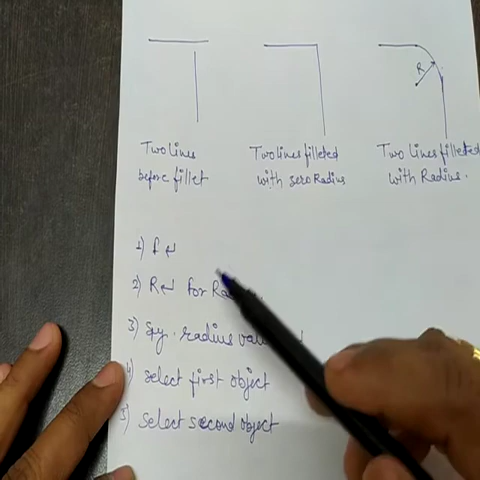 R
Two lines
before fillet
Two lines filleted
with zero Radius
Two lines filleted
with Radius.
1) f ↵
2) R↵ for
3) Spy. radius
4) select first object
5) Select second object